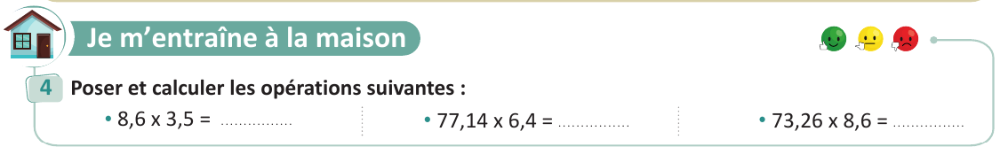 Je m'entraîne à la maison
4 Poser et calculer les opérations suivantes :
• 8,6 x 3,5 = ............... • 77,14 x 6,4 = ............... • 73,26 x 8,6 = ...............